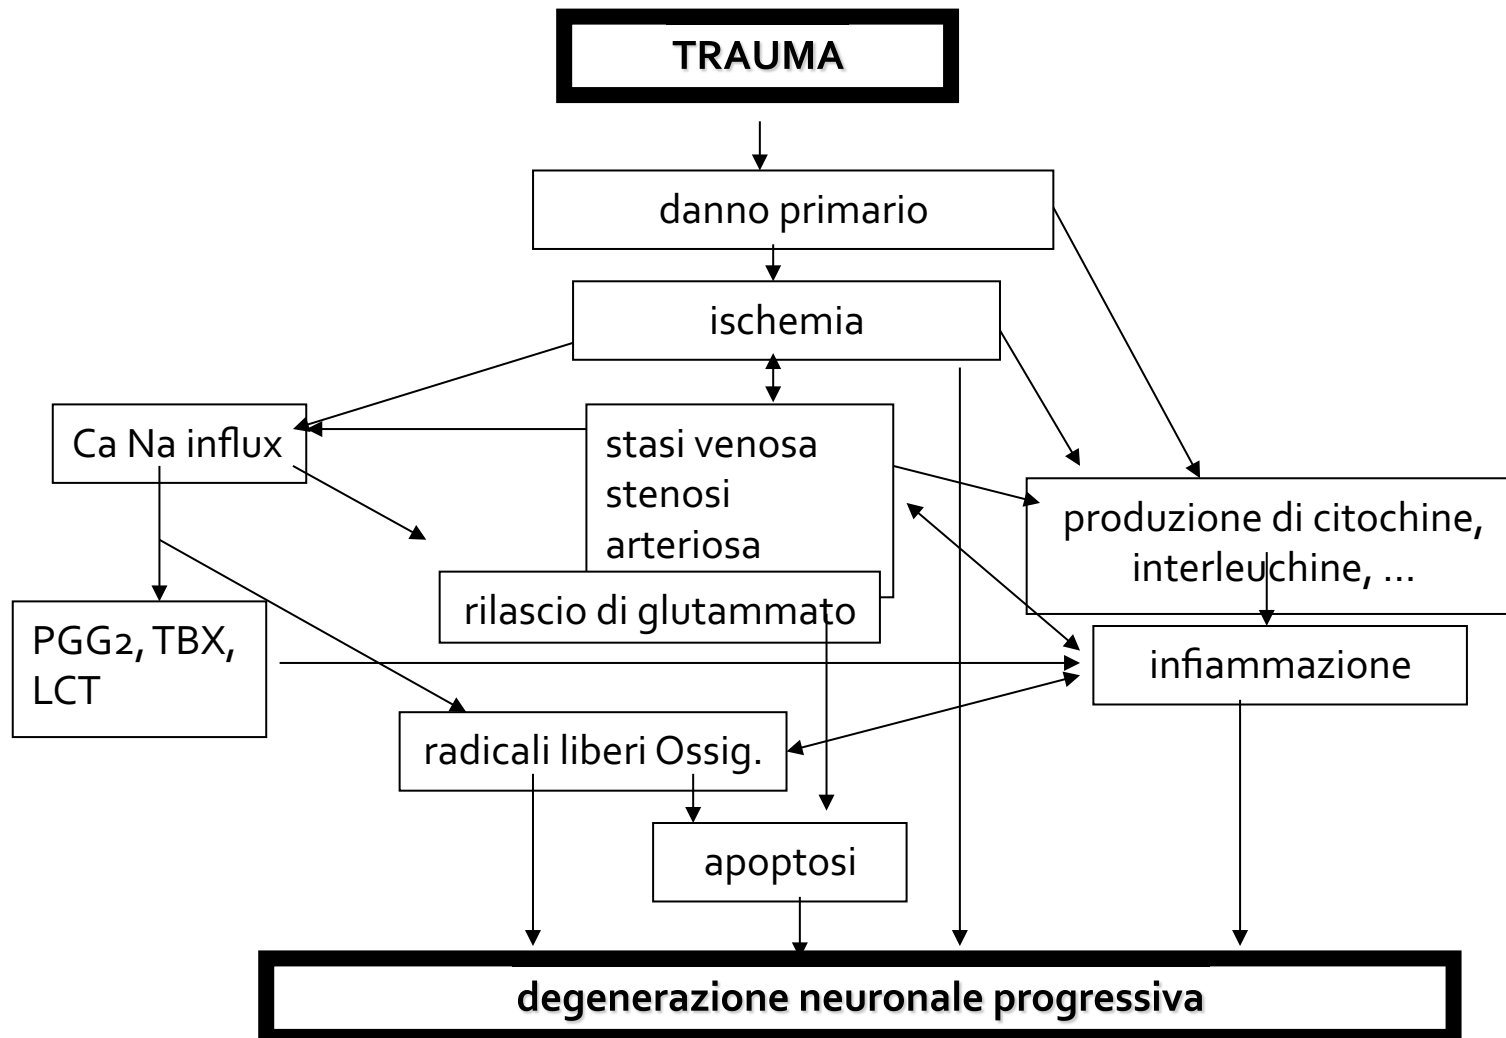 TRAUMA
danno primario
ischemia
Ca Na influx
stasi venosa
stenosi
arteriosa
produzione di citochine,
interleuchine, ...
rilascio di glutammato
PGG2, TBX,
LCT
infiammazione
radicali liberi Ossig.
apoptosi
degenerazione neuronale progressiva